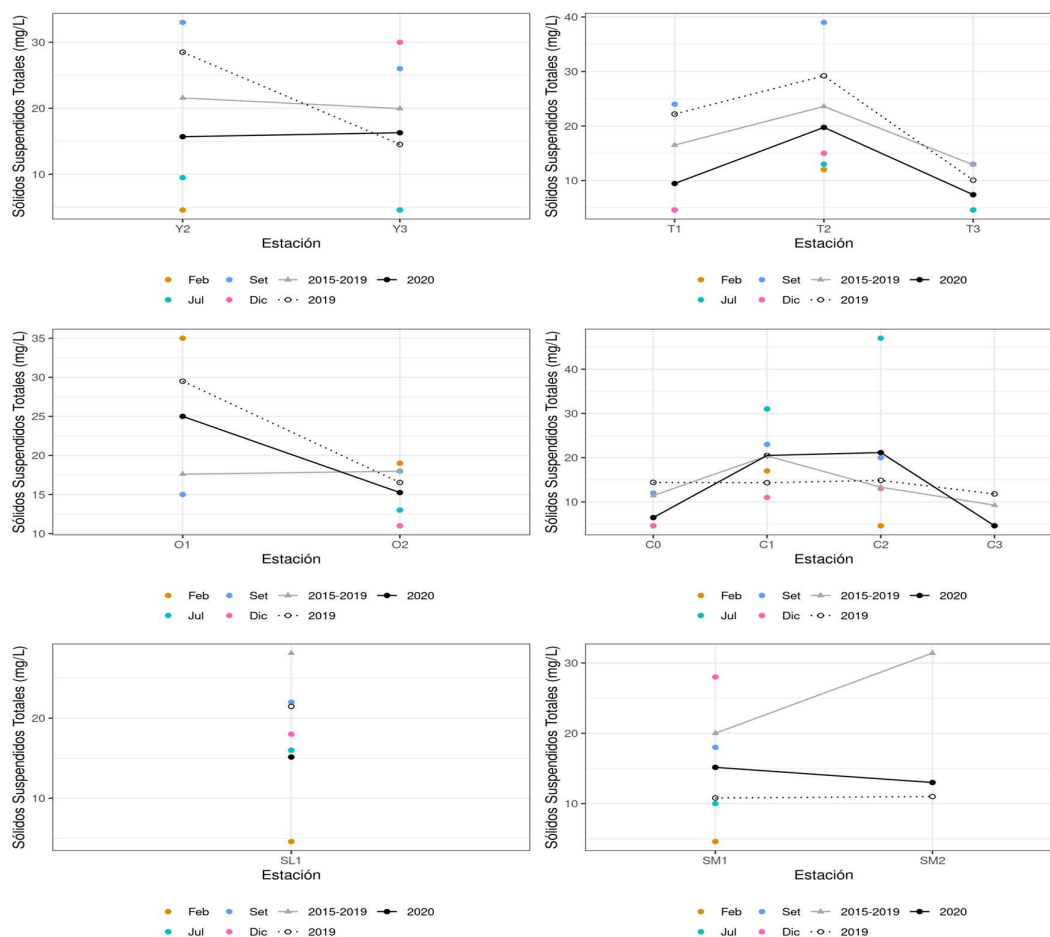 Sólidos Suspendidos Totales (mg/L)
30
20
10
Y2
Y3
Estación
Feb
Set
2015-2019
2020
Jul
Dic
2019
Sólidos Suspendidos Totales (mg/L)
40
30
20
10
T1
T2
T3
Estación
Feb
Set
2015-2019
2020
Jul
Dic
2019
Sólidos Suspendidos Totales (mg/L)
35
30
25
20
15
10
O1
O2
Estación
Feb
Set
2015-2019
2020
Jul
Dic
2019
Sólidos Suspendidos Totales (mg/L)
40
30
20
10
C0
C1
C2
C3
Estación
Feb
Set
2015-2019
2020
Jul
Dic
2019
Sólidos Suspendidos Totales (mg/L)
20
10
SL1
Estación
Feb
Set
2015-2019
2020
Jul
Dic
2019
Sólidos Suspendidos Totales (mg/L)
30
20
10
SM1
SM2
Estación
Feb
Set
2015-2019
2020
Jul
Dic
2019